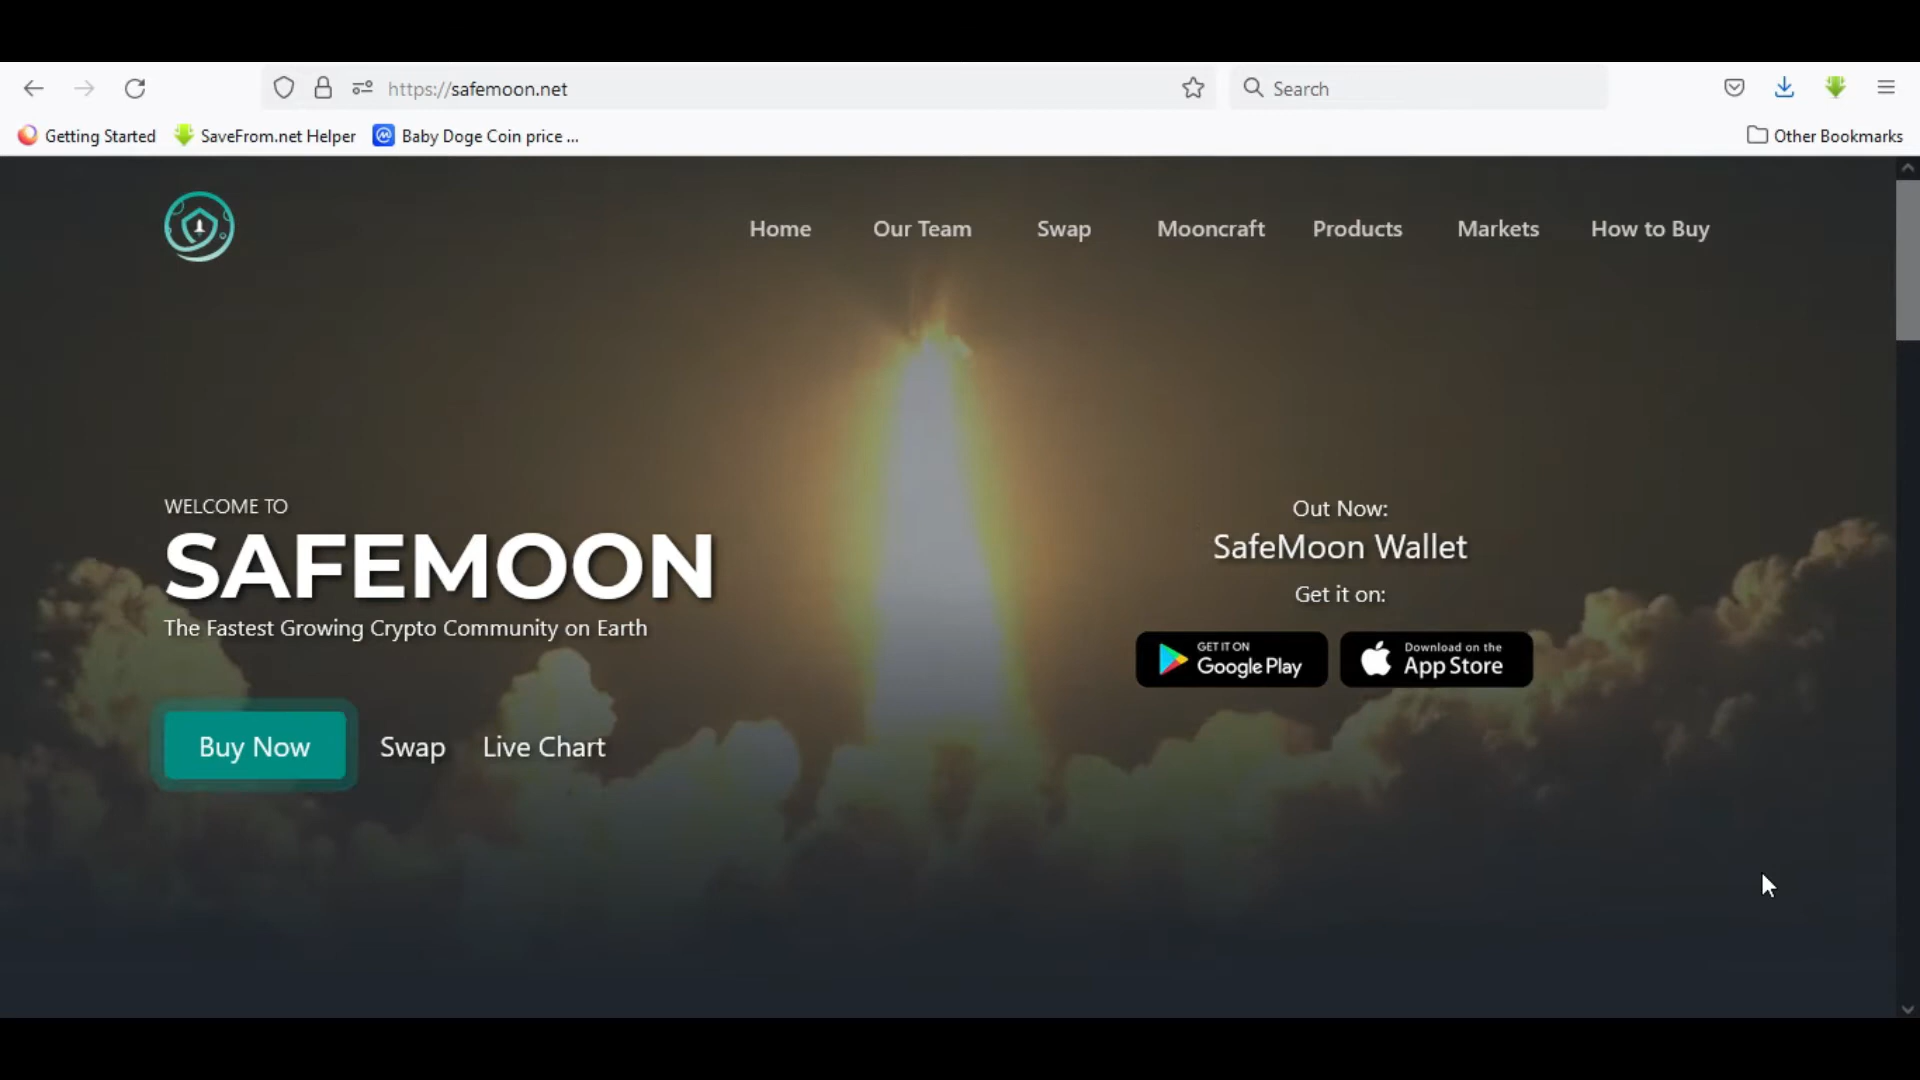 https://safemoon.net
Search
Getting Started
SaveFrom.net Helper
Baby Doge Coin price ...
Other Bookmarks
Home
Our Team
Swap
Mooncraft
Products
Markets
How to Buy
WELCOME TO
SAFEMOON
The Fastest Growing Crypto Community on Earth
Buy Now
Swap
Live Chart
Out Now:
SafeMoon Wallet
Get it on:
GET IT ON
Google Play
Download on the
App Store